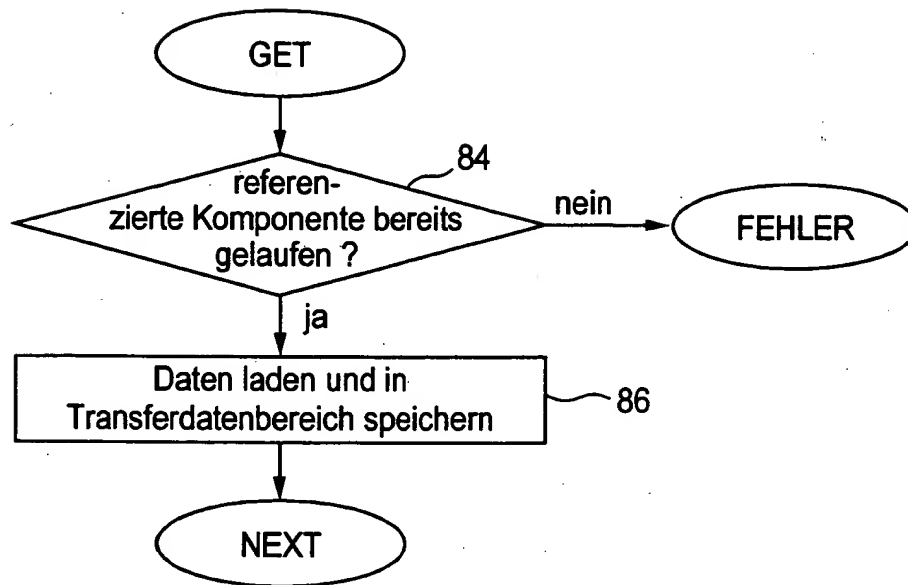 GET
84
referen-
zierte Komponente bereits
gelaufen ?
nein
FEHLER
ja
Daten laden und in
Transferdatenbereich speichern
86
NEXT